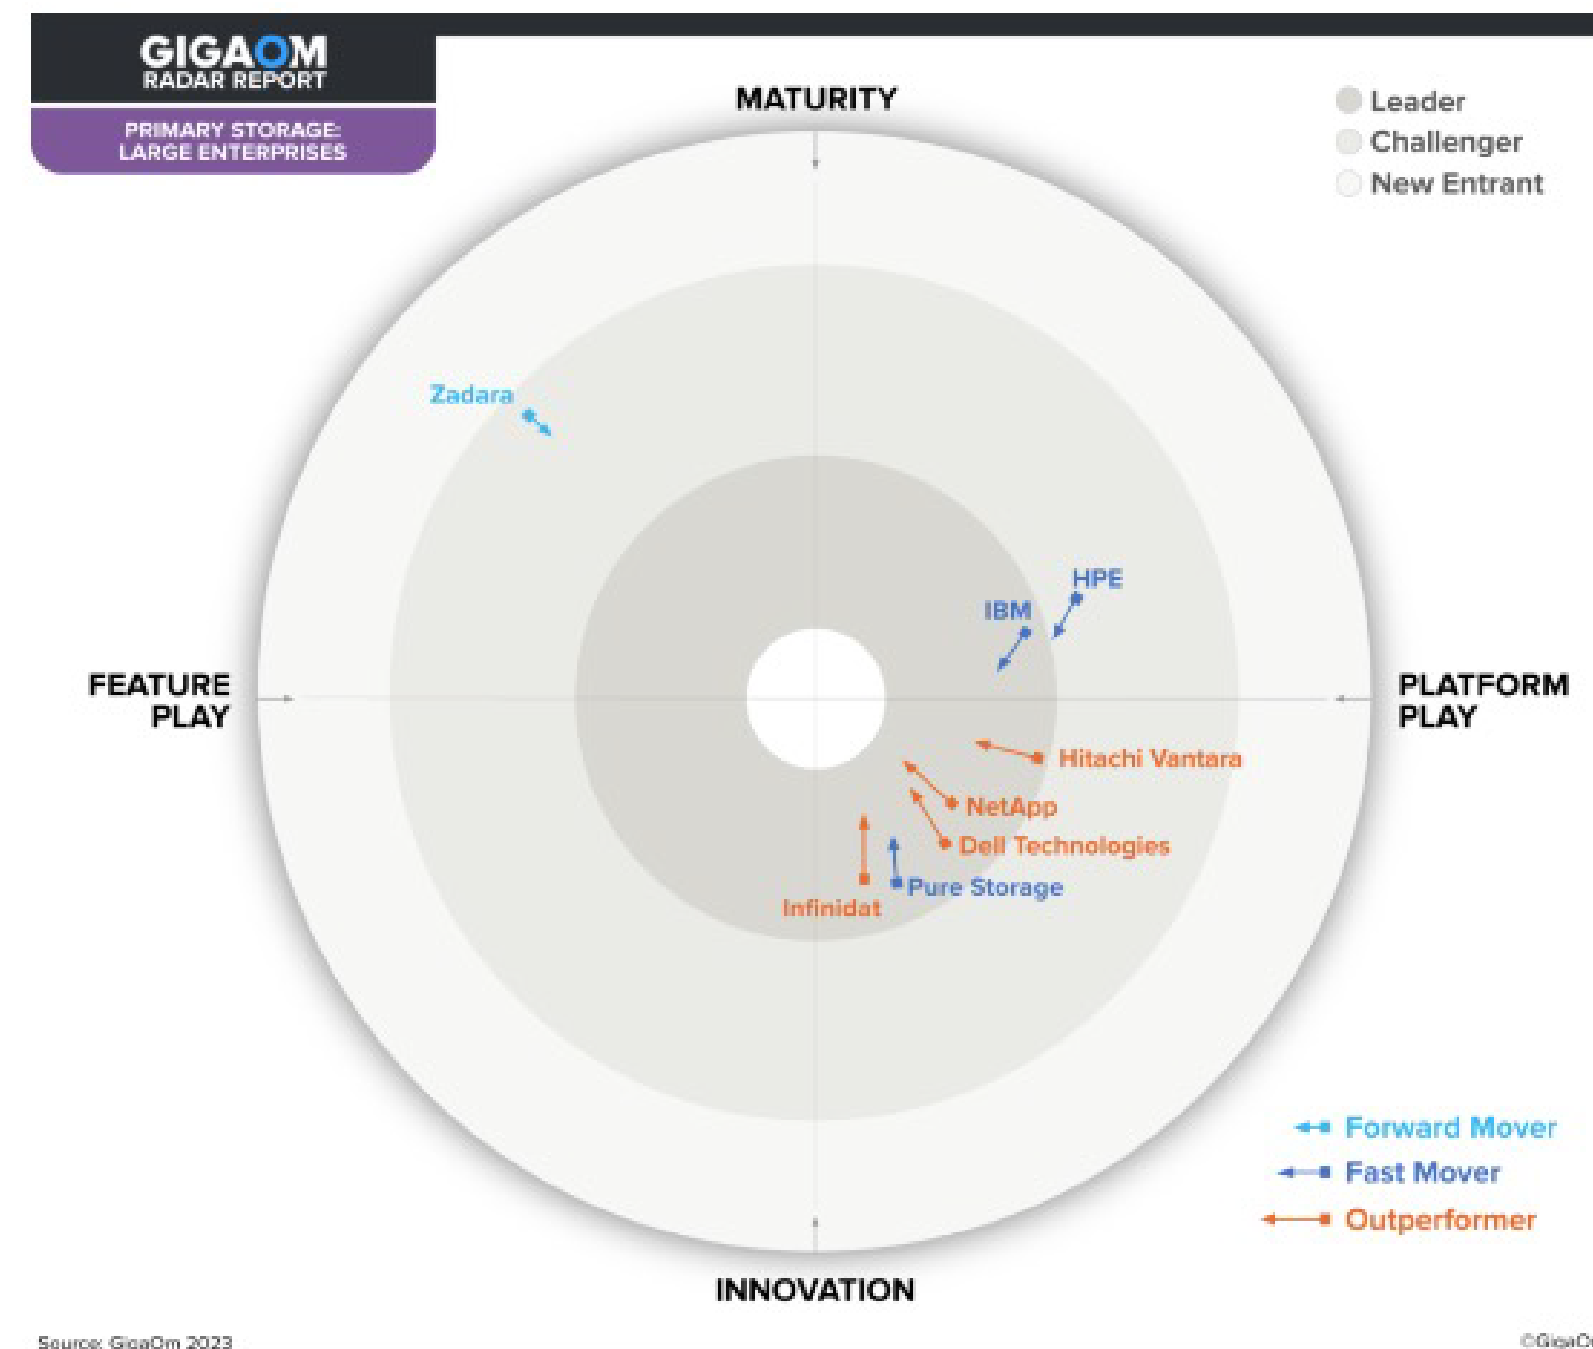 GIGAOM
RADAR REPORT
PRIMARY STORAGE:
LARGE ENTERPRISES
MATURITY
Leader
Challenger
New Entrant
Zadara
HPE
IBM
FEATURE
PLAY
PLATFORM
PLAY
Hitachi Vantara
NetApp
Dell Technologies
Pure Storage
Infinidat
Forward Mover
Fast Mover
Outperformer
INNOVATION
Source: GigaOm 2023